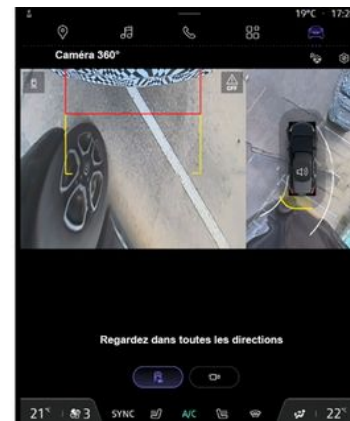 19°C · 17:2
Caméra 360°
OFF
Regardez dans toutes les directions
21°
3
SYNC
A/C
22°